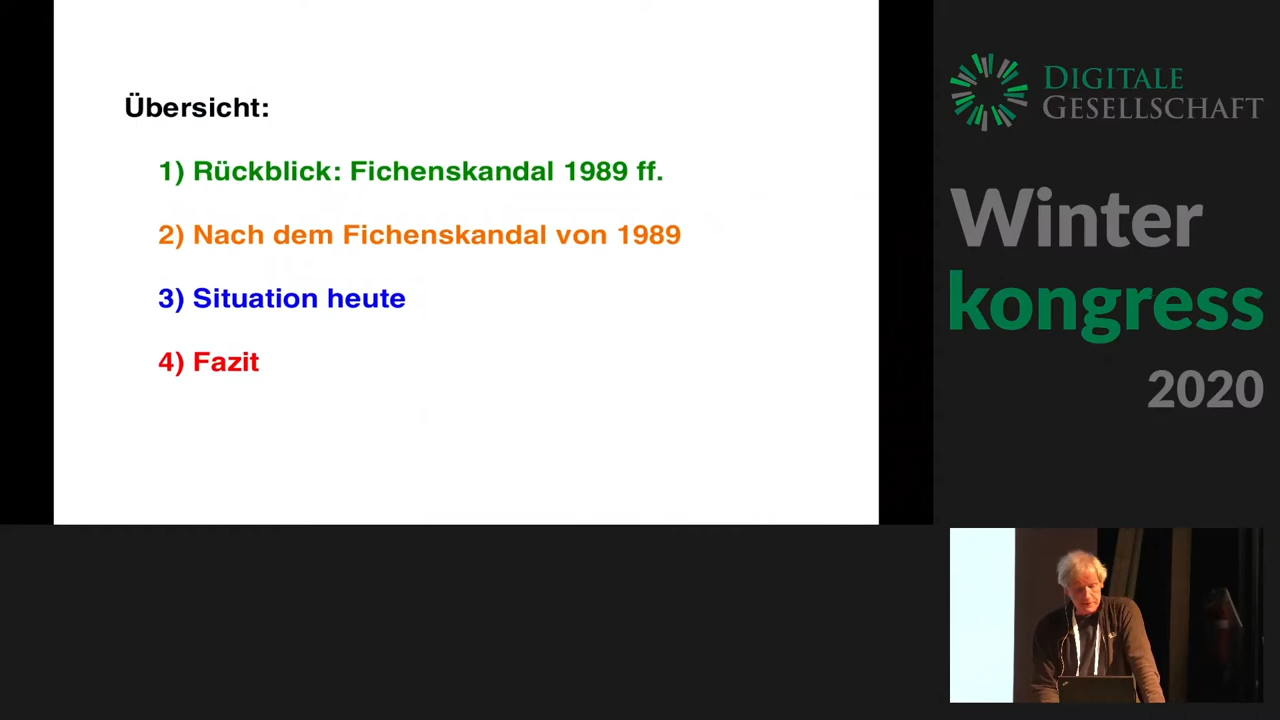 Übersicht:
1) Rückblick: Fichenskandal 1989 ff.
2) Nach dem Fichenskandal von 1989
3) Situation heute
4) Fazit
DIGITALE
GESELLSCHAFT
Winter
kongress
2020